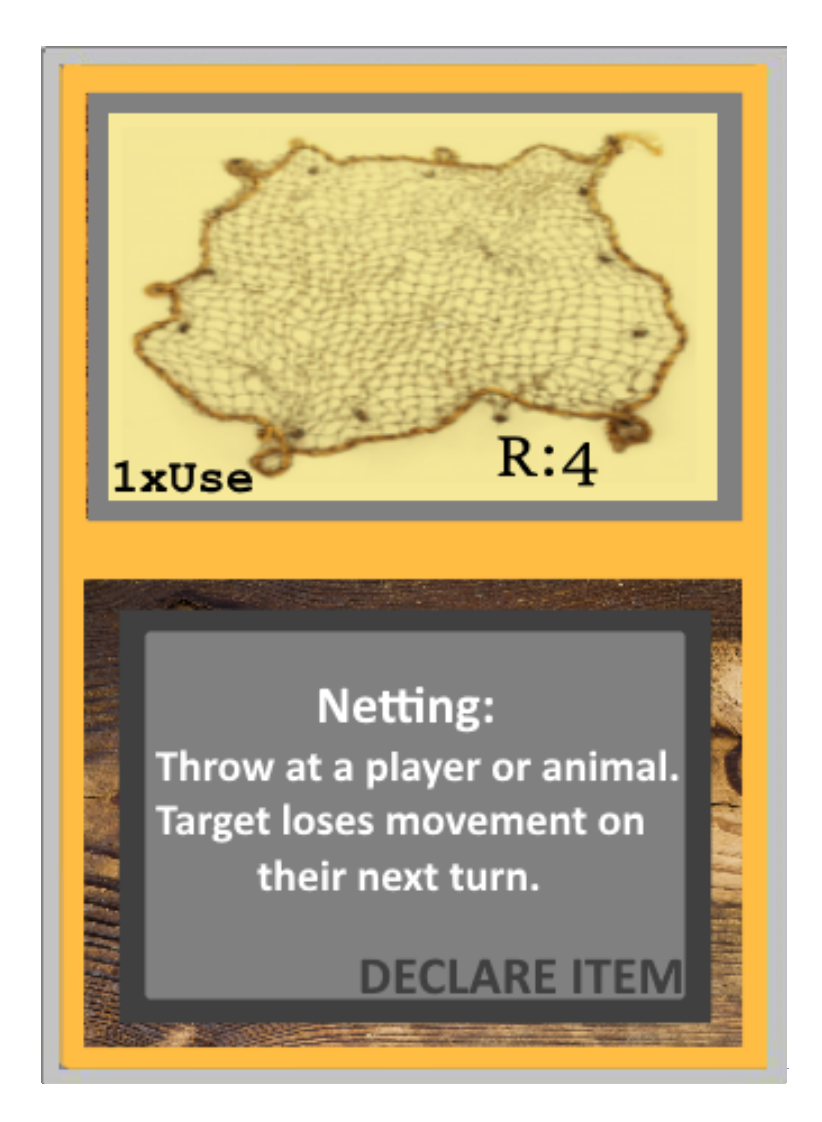 1xUse
R:4
Netting:
Throw at a player or animal.
Target loses movement on
their next turn.
DECLARE ITEM